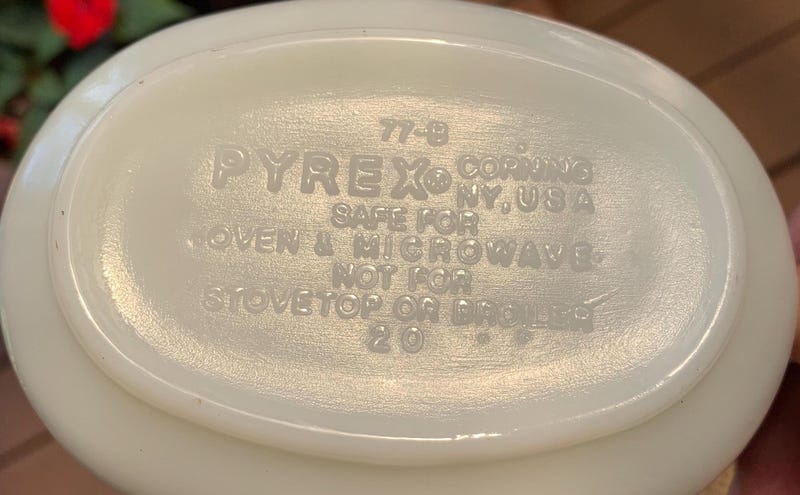 77-B
PYREX® CORNING
NY, USA
SAFE FOR
·OVEN & MICROWAVE·
NOT FOR
STOVETOP OR BROILER
20